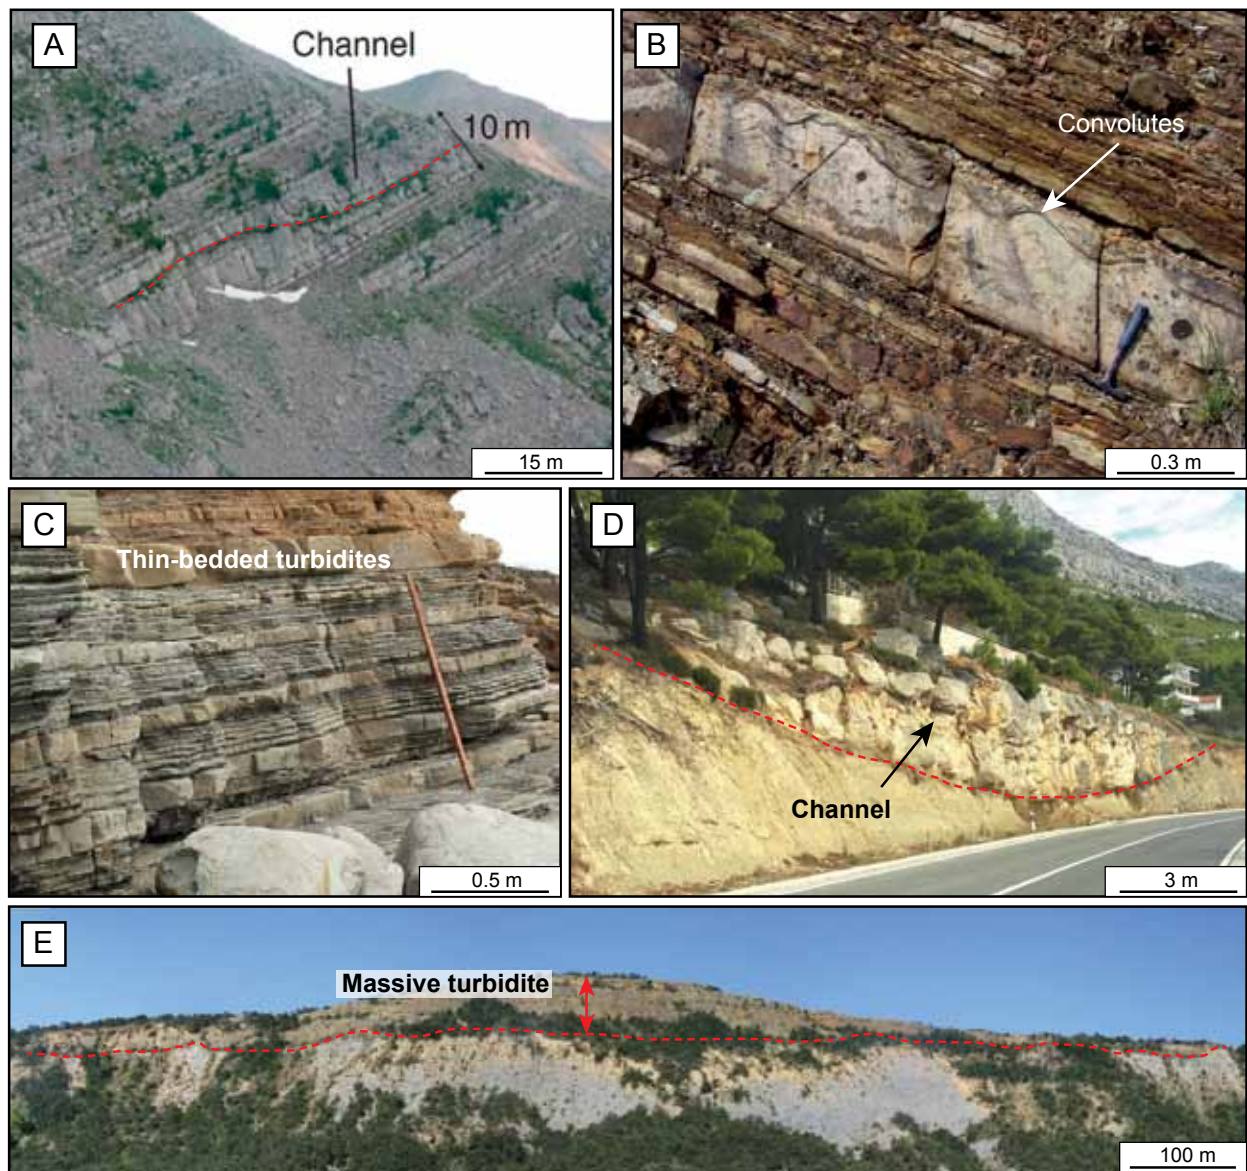 A
Channel
10 m
15 m
B
Convolutes
0.3 m
C
Thin-bedded turbidites
0.5 m
D
Channel
3 m
E
Massive turbidite
100 m